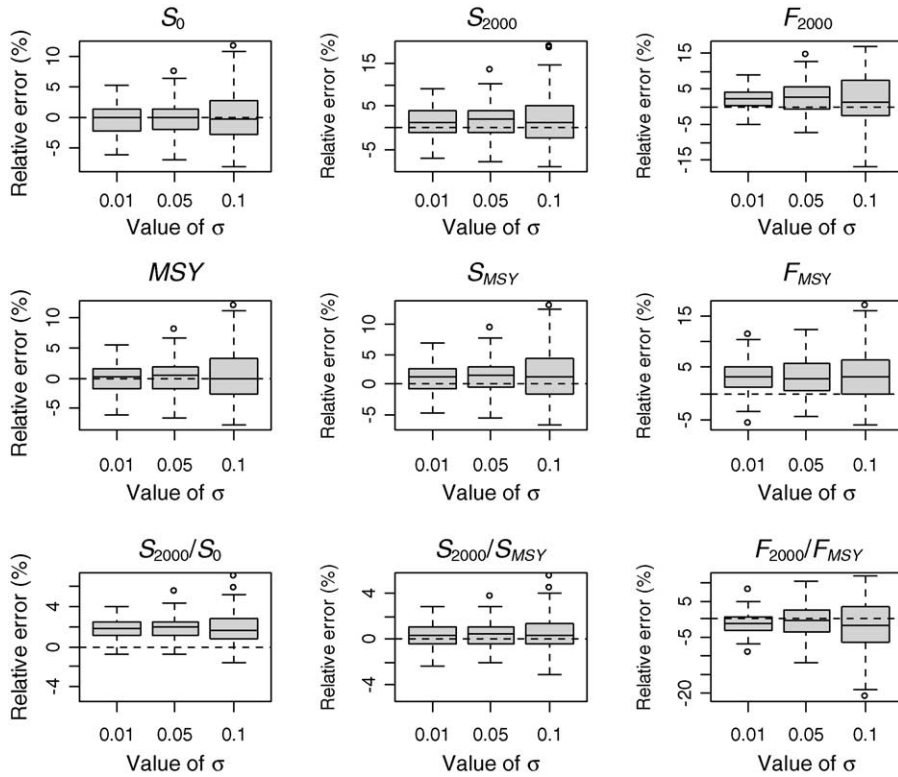 S0 S2000 F2000
Relative error (%)
10
5
0
-5
0.01 0.05 0.1
Value of σ
Relative error (%)
15
5
-5
0.01 0.05 0.1
Value of σ
Relative error (%)
15
5
-5
-15
0.01 0.05 0.1
Value of σ
MSY SMSY FMSY
Relative error (%)
10
5
0
-5
0.01 0.05 0.1
Value of σ
Relative error (%)
10
5
0
-5
0.01 0.05 0.1
Value of σ
Relative error (%)
15
5
-5
0.01 0.05 0.1
Value of σ
S2000/S0 S2000/SMSY F2000/FMSY
Relative error (%)
4
2
0
-4
0.01 0.05 0.1
Value of σ
Relative error (%)
4
0
-4
0.01 0.05 0.1
Value of σ
Relative error (%)
5
-5
-20
0.01 0.05 0.1
Value of σ